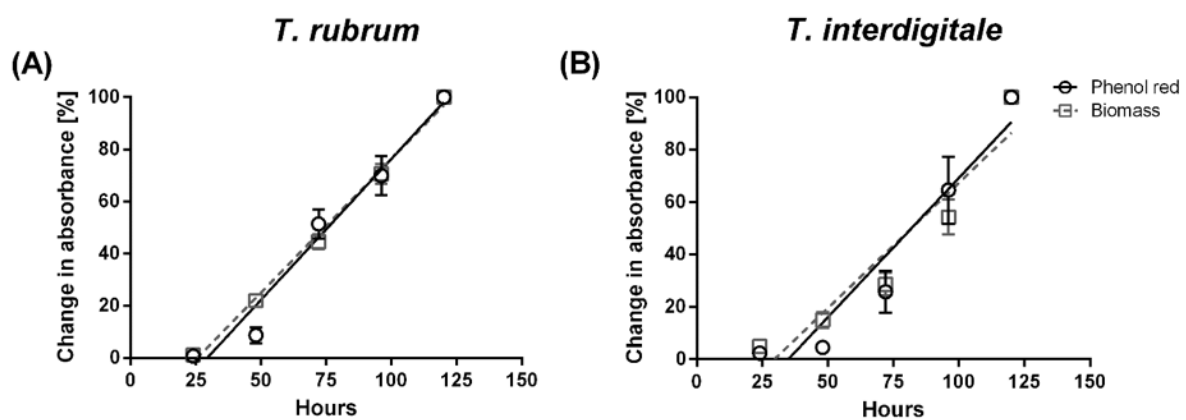 T. rubrum
T. interdigitale
(A)
(B)
Change in absorbance [%]
100
80
60
40
20
0
0
25
50
75
100
125
150
Hours
Change in absorbance [%]
100
80
60
40
20
0
0
25
50
75
100
125
150
Hours
Phenol red
Biomass